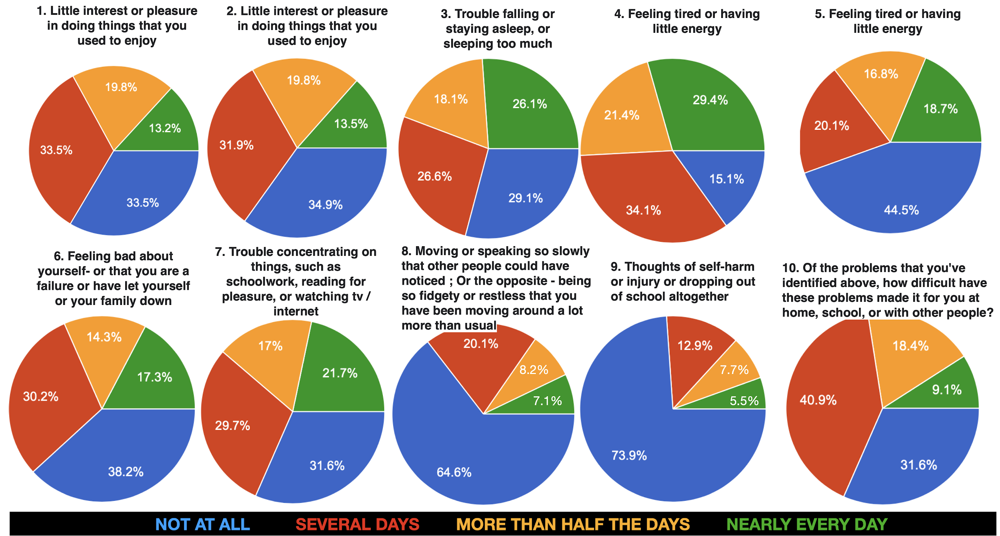 1. Little interest or pleasure
in doing things that you
used to enjoy
19.8%
13.2%
33.5%
33.5%
2. Little interest or pleasure
in doing things that you
used to enjoy
19.8%
13.5%
31.9%
34.9%
3. Trouble falling or
staying asleep, or
sleeping too much
18.1%
26.1%
26.6%
29.1%
4. Feeling tired or having
little energy
29.4%
21.4%
15.1%
34.1%
5. Feeling tired or having
little energy
16.8%
18.7%
20.1%
44.5%
6. Feeling bad about
yourself- or that you are a
failure or have let yourself
or your family down
14.3%
17.3%
30.2%
38.2%
7. Trouble concentrating on
things, such as
schoolwork, reading for
pleasure, or watching tv /
internet
17%
21.7%
29.7%
31.6%
8. Moving or speaking so slowly
that other people could have
noticed ; Or the opposite - being
so fidgety or restless that you
have been moving around a lot
more than usual
20.1%
8.2%
7.1%
64.6%
9. Thoughts of self-harm
or injury or dropping out
of school altogether
12.9%
7.7%
5.5%
73.9%
10. Of the problems that you've
identified above, how difficult have
these problems made it for you at
home, school, or with other people?
18.4%
9.1%
40.9%
31.6%
NOT AT ALL SEVERAL DAYS MORE THAN HALF THE DAYS NEARLY EVERY DAY